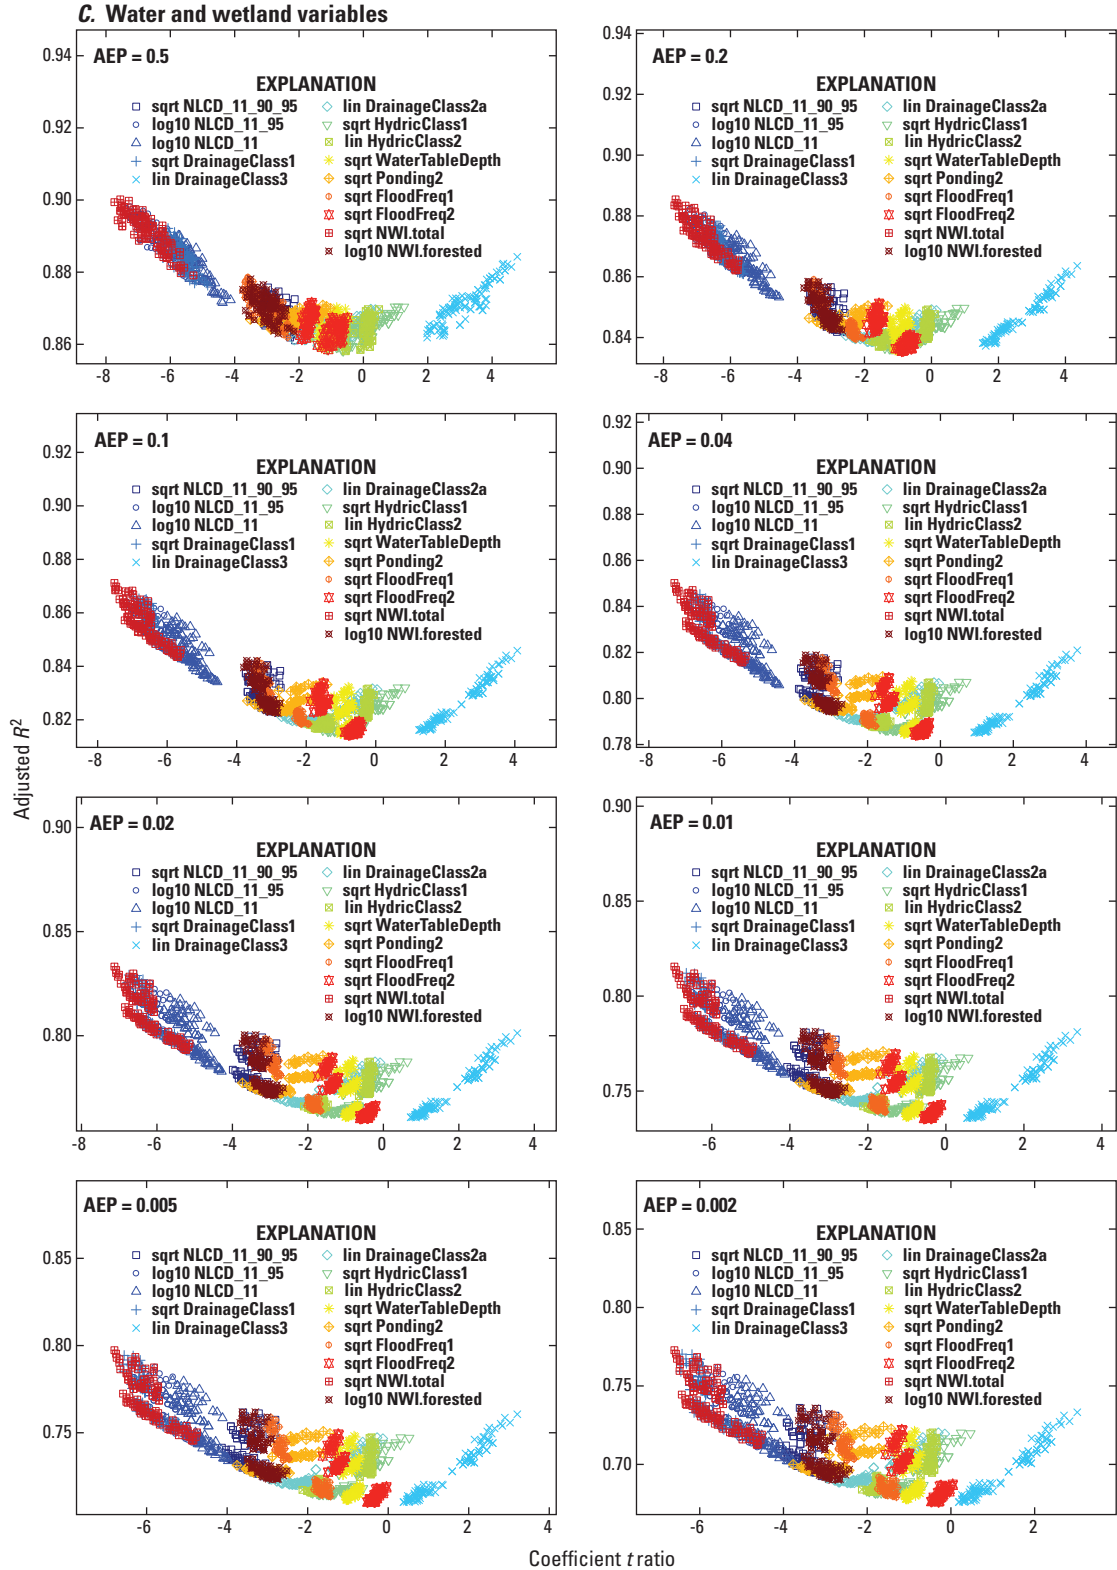 C. Water and wetland variables
AEP = 0.5
EXPLANATION
sqrt NLCD_11_90_95
log10 NLCD_11_95
log10 NLCD_11
sqrt DrainageClass1
lin DrainageClass3
lin DrainageClass2a
sqrt HydricClass1
lin HydricClass2
sqrt WaterTableDepth
sqrt Ponding2
sqrt FloodFreq1
sqrt FloodFreq2
sqrt NWI.total
log10 NWI.forested
0.94
0.92
0.90
0.88
0.86
-8 -6 -4 -2 0 2 4
AEP = 0.2
EXPLANATION
sqrt NLCD_11_90_95
log10 NLCD_11_95
log10 NLCD_11
sqrt DrainageClass1
lin DrainageClass3
lin DrainageClass2a
sqrt HydricClass1
lin HydricClass2
sqrt WaterTableDepth
sqrt Ponding2
sqrt FloodFreq1
sqrt FloodFreq2
sqrt NWI.total
log10 NWI.forested
0.94
0.92
0.90
0.88
0.86
0.84
-8 -6 -4 -2 0 2 4
AEP = 0.1
EXPLANATION
sqrt NLCD_11_90_95
log10 NLCD_11_95
log10 NLCD_11
sqrt DrainageClass1
lin DrainageClass3
lin DrainageClass2a
sqrt HydricClass1
lin HydricClass2
sqrt WaterTableDepth
sqrt Ponding2
sqrt FloodFreq1
sqrt FloodFreq2
sqrt NWI.total
log10 NWI.forested
0.92
0.90
0.88
0.86
0.84
0.82
-8 -6 -4 -2 0 2 4
AEP = 0.04
EXPLANATION
sqrt NLCD_11_90_95
log10 NLCD_11_95
log10 NLCD_11
sqrt DrainageClass1
lin DrainageClass3
lin DrainageClass2a
sqrt HydricClass1
lin HydricClass2
sqrt WaterTableDepth
sqrt Ponding2
sqrt FloodFreq1
sqrt FloodFreq2
sqrt NWI.total
log10 NWI.forested
0.92
0.90
0.88
0.86
0.84
0.82
0.80
0.78
-8 -6 -4 -2 0 2 4
Adjusted R2
AEP = 0.02
EXPLANATION
sqrt NLCD_11_90_95
log10 NLCD_11_95
log10 NLCD_11
sqrt DrainageClass1
lin DrainageClass3
lin DrainageClass2a
sqrt HydricClass1
lin HydricClass2
sqrt WaterTableDepth
sqrt Ponding2
sqrt FloodFreq1
sqrt FloodFreq2
sqrt NWI.total
log10 NWI.forested
0.90
0.85
0.80
-8 -6 -4 -2 0 2 4
AEP = 0.01
EXPLANATION
sqrt NLCD_11_90_95
log10 NLCD_11_95
log10 NLCD_11
sqrt DrainageClass1
lin DrainageClass3
lin DrainageClass2a
sqrt HydricClass1
lin HydricClass2
sqrt WaterTableDepth
sqrt Ponding2
sqrt FloodFreq1
sqrt FloodFreq2
sqrt NWI.total
log10 NWI.forested
0.90
0.85
0.80
0.75
-6 -4 -2 0 2 4
AEP = 0.005
EXPLANATION
sqrt NLCD_11_90_95
log10 NLCD_11_95
log10 NLCD_11
sqrt DrainageClass1
lin DrainageClass3
lin DrainageClass2a
sqrt HydricClass1
lin HydricClass2
sqrt WaterTableDepth
sqrt Ponding2
sqrt FloodFreq1
sqrt FloodFreq2
sqrt NWI.total
log10 NWI.forested
0.85
0.80
0.75
-6 -4 -2 0 2 4
AEP = 0.002
EXPLANATION
sqrt NLCD_11_90_95
log10 NLCD_11_95
log10 NLCD_11
sqrt DrainageClass1
lin DrainageClass3
lin DrainageClass2a
sqrt HydricClass1
lin HydricClass2
sqrt WaterTableDepth
sqrt Ponding2
sqrt FloodFreq1
sqrt FloodFreq2
sqrt NWI.total
log10 NWI.forested
0.85
0.80
0.75
0.70
-6 -4 -2 0 2
Coefficient t ratio